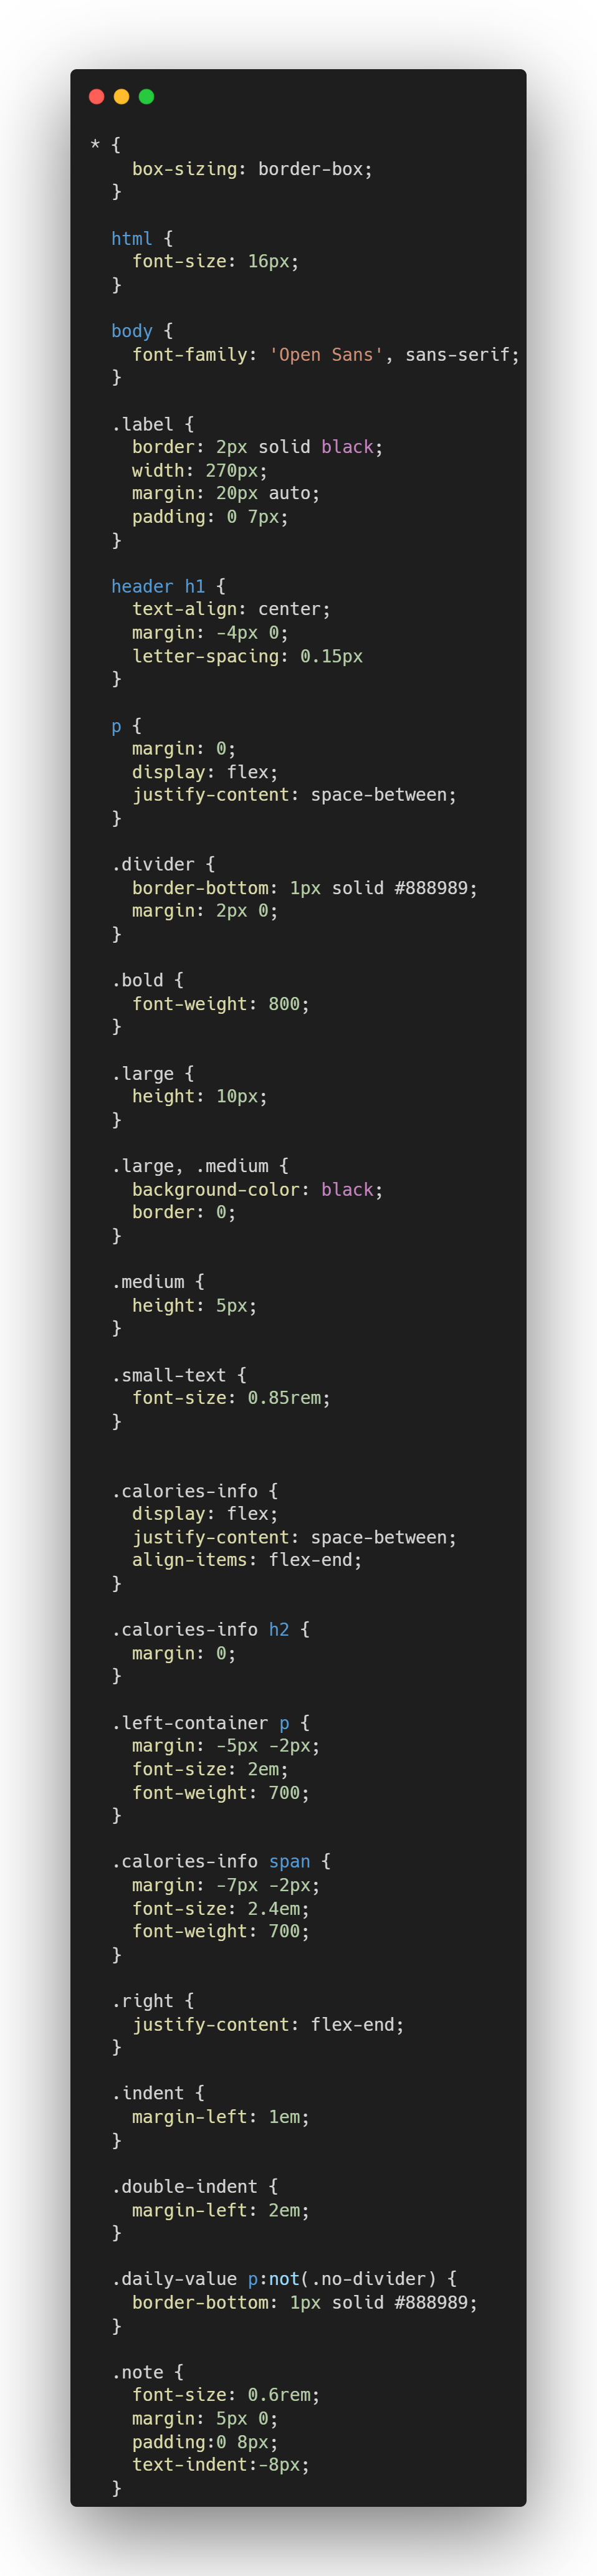 * {
    box-sizing: border-box;
  }

  html {
    font-size: 16px;
  }

  body {
    font-family: 'Open Sans', sans-serif;
  }

  .label {
    border: 2px solid black;
    width: 270px;
    margin: 20px auto;
    padding: 0 7px;
  }

  header h1 {
    text-align: center;
    margin: -4px 0;
    letter-spacing: 0.15px
  }

  p {
    margin: 0;
    display: flex;
    justify-content: space-between;
  }

  .divider {
    border-bottom: 1px solid #888989;
    margin: 2px 0;
  }

  .bold {
    font-weight: 800;
  }

  .large {
    height: 10px;
  }

  .large, .medium {
    background-color: black;
    border: 0;
  }

  .medium {
    height: 5px;
  }

  .small-text {
    font-size: 0.85rem;
  }


  .calories-info {
    display: flex;
    justify-content: space-between;
    align-items: flex-end;
  }

  .calories-info h2 {
    margin: 0;
  }

  .left-container p {
    margin: -5px -2px;
    font-size: 2em;
    font-weight: 700;
  }

  .calories-info span {
    margin: -7px -2px;
    font-size: 2.4em;
    font-weight: 700;
  }

  .right {
    justify-content: flex-end;
  }

  .indent {
    margin-left: 1em;
  }

  .double-indent {
    margin-left: 2em;
  }

  .daily-value p:not(.no-divider) {
    border-bottom: 1px solid #888989;
  }

  .note {
    font-size: 0.6rem;
    margin: 5px 0;
    padding:0 8px;
    text-indent:-8px;
  }